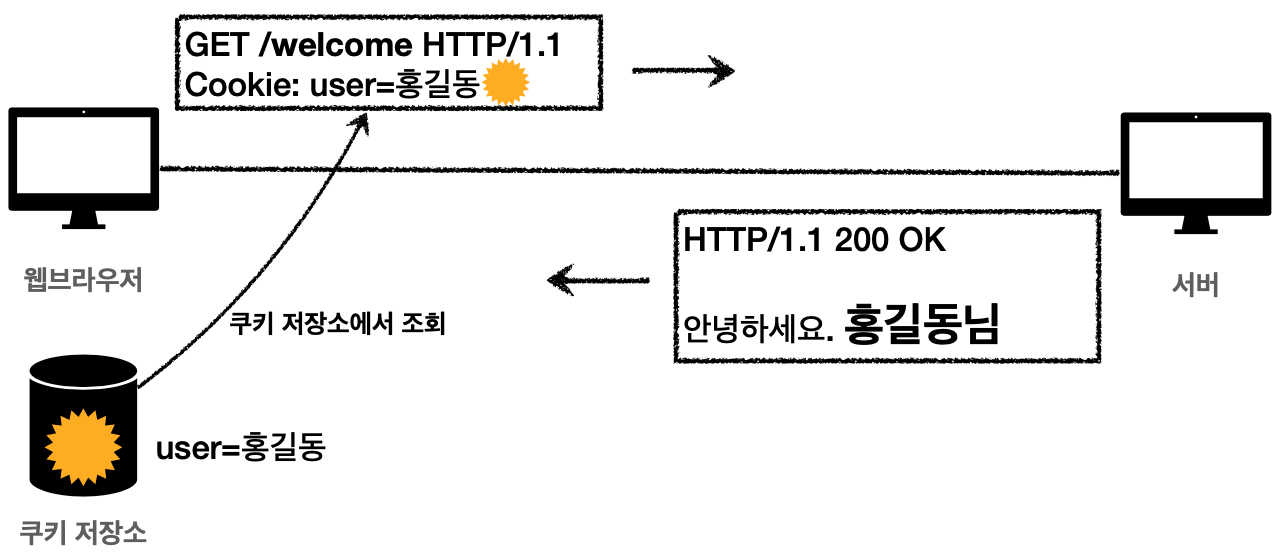 GET /welcome HTTP/1.1
Cookie: user=홍길동
웹브라우저
HTTP/1.1 200 OK
안녕하세요. 홍길동님
서버
쿠키 저장소에서 조회
user=홍길동
쿠키 저장소